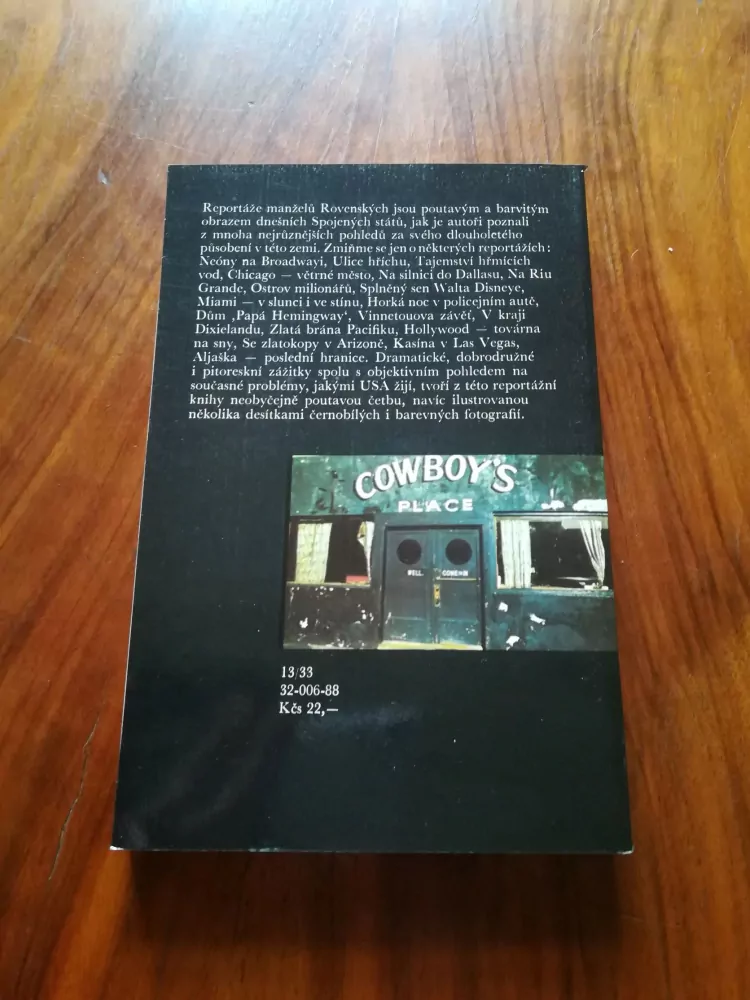 Reportáže manželů Rovenských jsou poutavým a barvitým
obrazem dnešních Spojených států, jak je autoři poznali
z mnoha nejrůznějších pohledů za svého dlouholetého
působení v této zemi. Zmiňme se jen o některých reportážích:
Neóny na Broadwayi, Ulice hříchu, Tajemství hřmících
vod, Chicago — větrné město, Na silnici do Dallasu, Na Riu
Grande, Ostrov milionářů, Splněný sen Walta Disneye,
Miami — v slunci i ve stínu, Horká noc v policejním autě,
Dům ‚Papá Hemingway‘, Vinnetouova závěť, V kraji
Dixielandu, Zlatá brána Pacifiku, Hollywood — továrna
na sny, Se zlatokopy v Arizoně, Kasína v Las Vegas,
Aljaška — poslední hranice. Dramatické, dobrodružné
i pitoreskní zážitky spolu s objektivním pohledem na
současné problémy, jakými USA žijí, tvoří z této reportážní
knihy neobyčejně poutavou četbu, navíc ilustrovanou
několika desítkami černobílých i barevných fotografií.
COWBOY'S
PLACE
WELL COME IN
13/33
32-006-88
Kčs 22,—